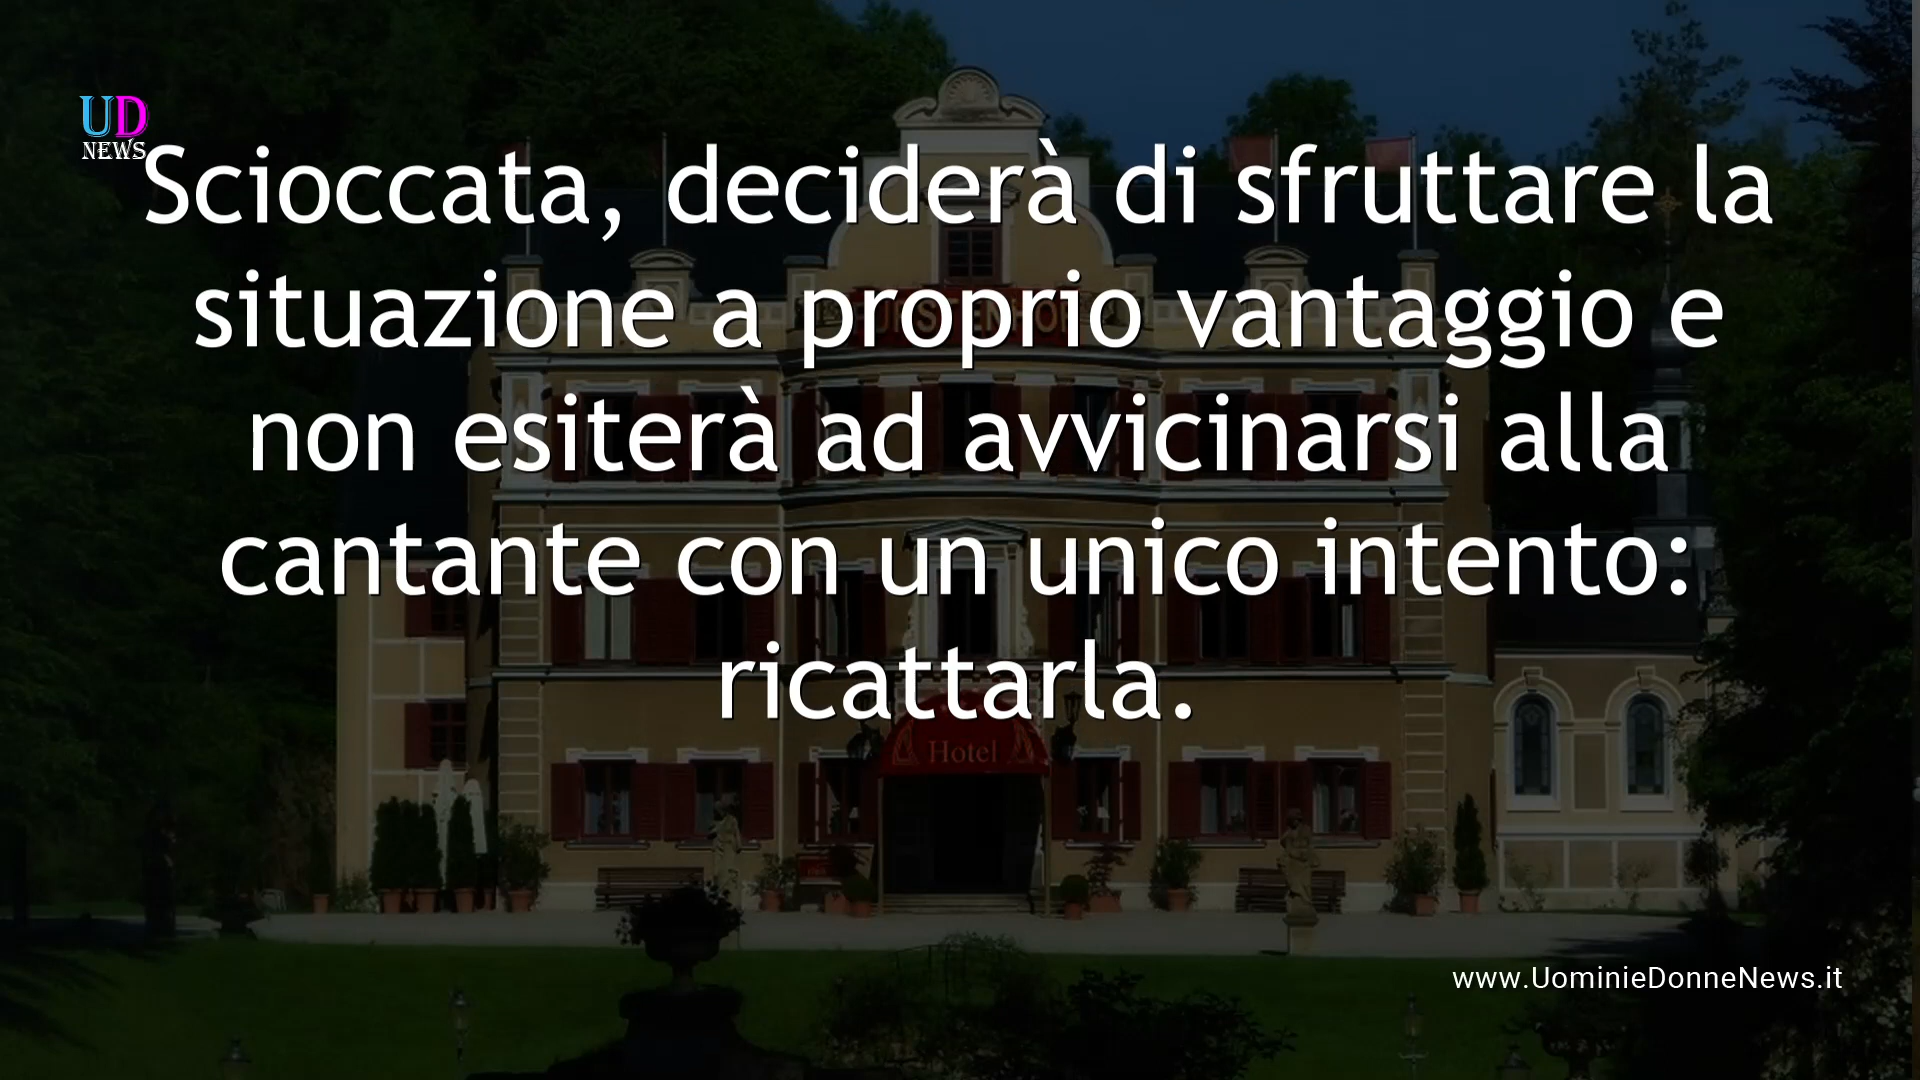 UD
NEWS
Scioccata, deciderà di sfruttare la
situazione a proprio vantaggio e
non esiterà ad avvicinarsi alla
cantante con un unico intento:
ricattarla.
Hotel
www.UominieDonneNews.it